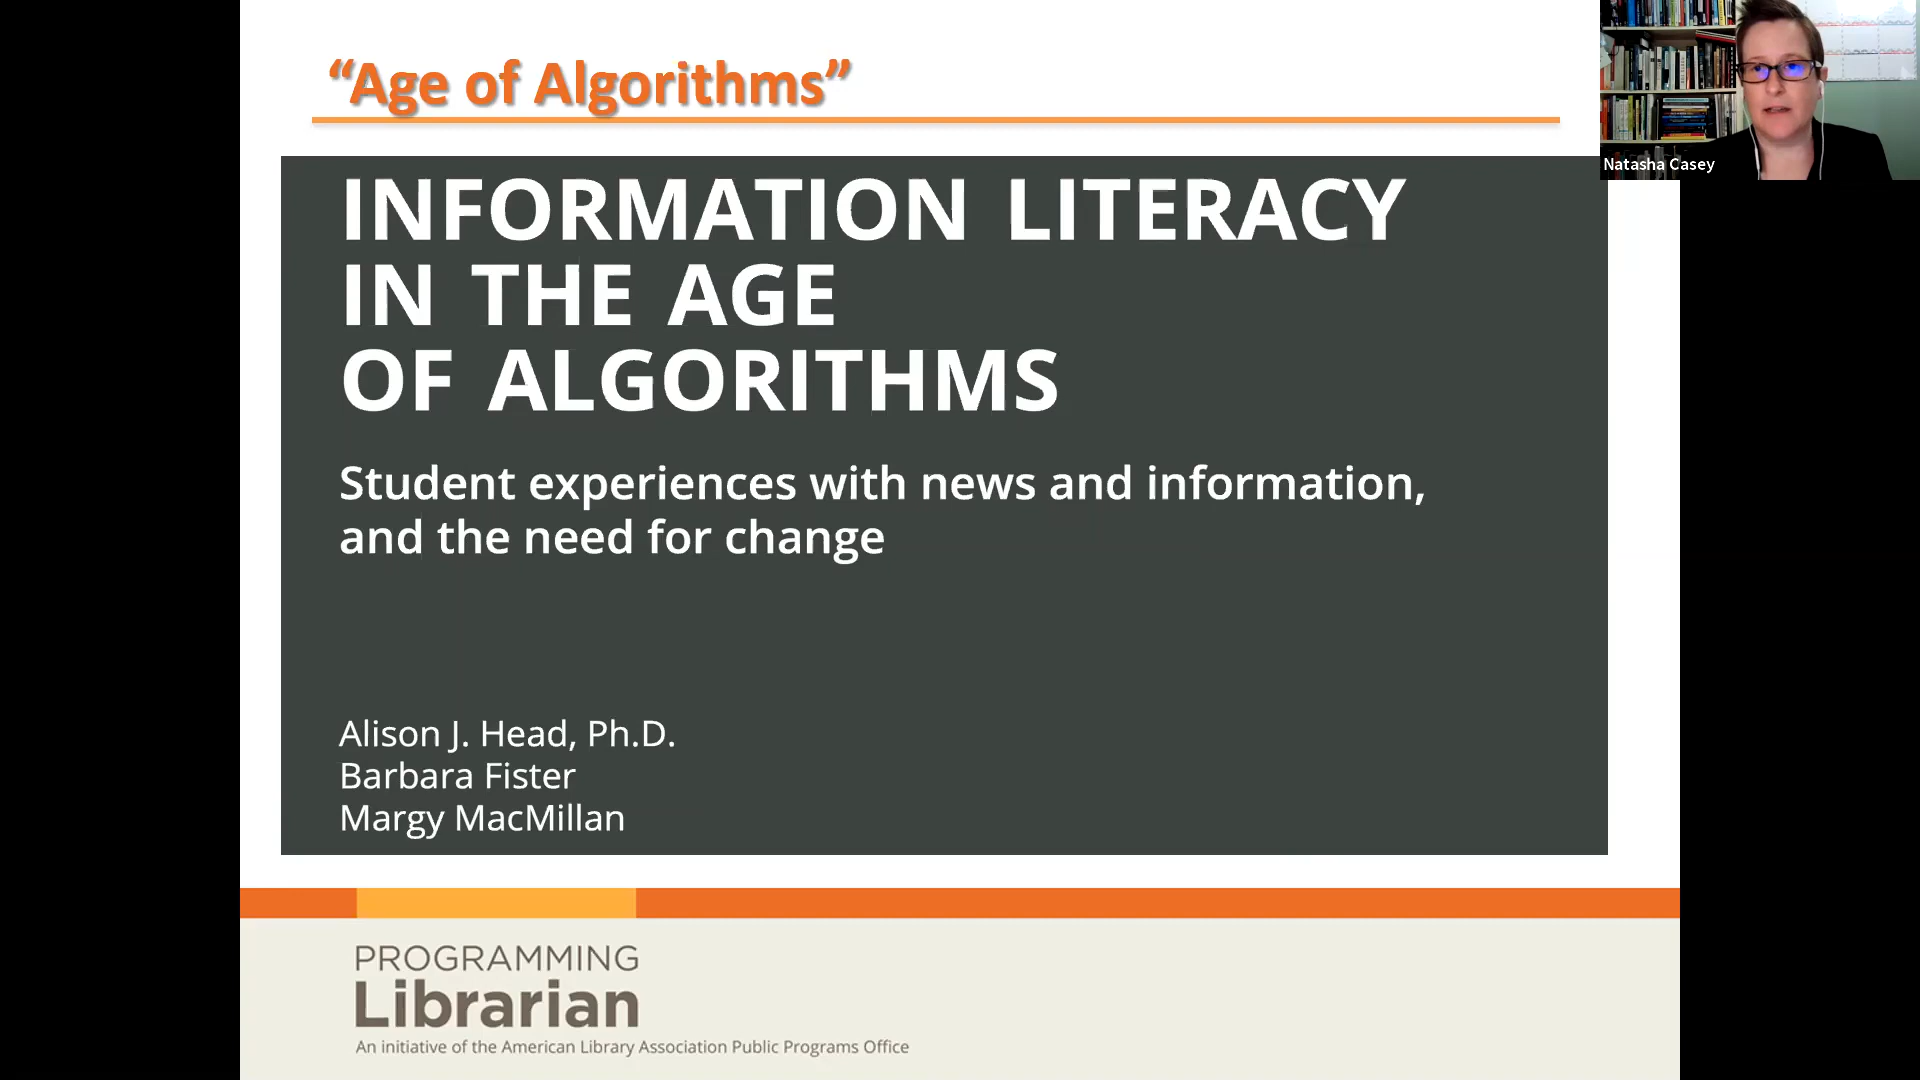 “Age of Algorithms”
Natasha Casey
INFORMATION LITERACY
IN THE AGE
OF ALGORITHMS
Student experiences with news and information,
and the need for change
Alison J. Head, Ph.D.
Barbara Fister
Margy MacMillan
PROGRAMMING
Librarian
An initiative of the American Library Association Public Programs Office